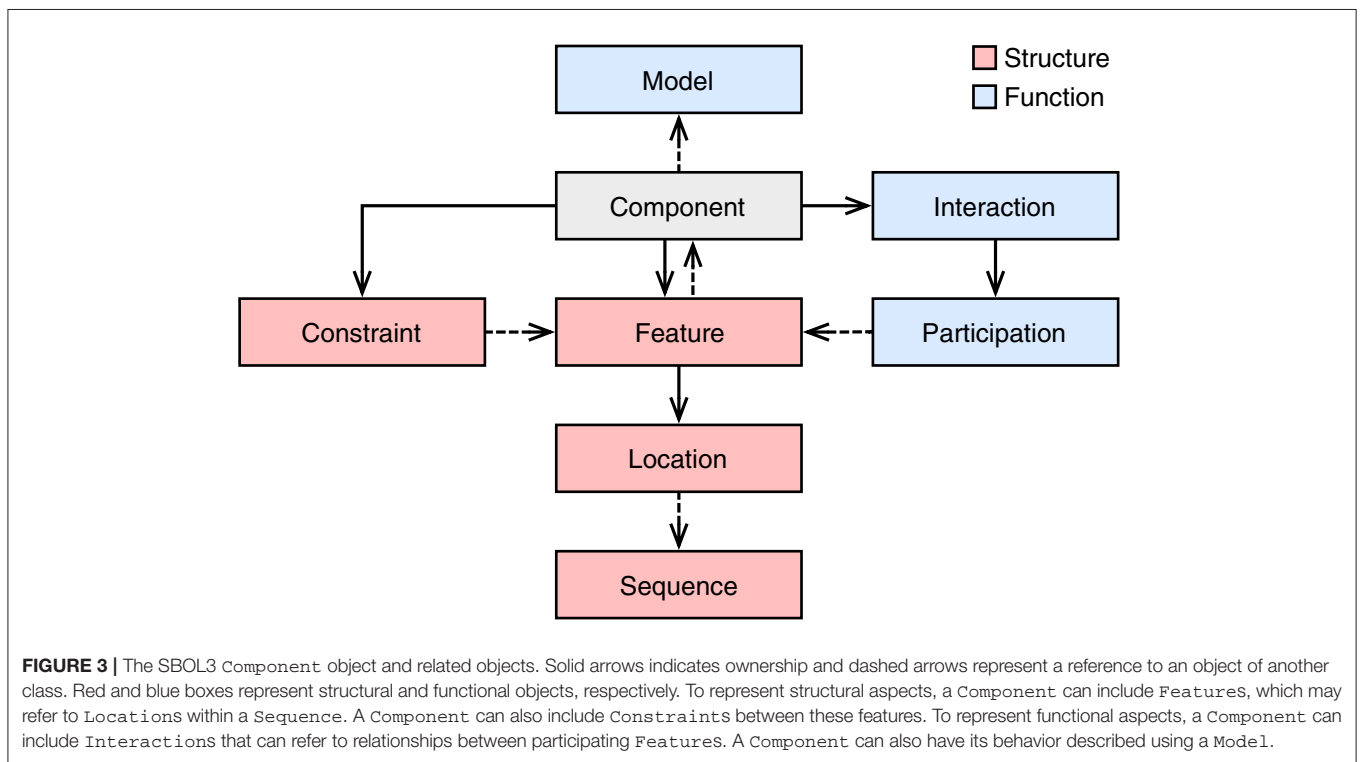 Model
Structure
Function
Component
Interaction
Constraint
Feature
Participation
Location
Sequence
FIGURE 3 | The SBOL3 Component object and related objects. Solid arrows indicates ownership and dashed arrows represent a reference to an object of another
class. Red and blue boxes represent structural and functional objects, respectively. To represent structural aspects, a Component can include Features, which may
refer to Locations within a Sequence. A Component can also include Constraints between these features. To represent functional aspects, a Component can
include Interactions that can refer to relationships between participating Features. A Component can also have its behavior described using a Model.